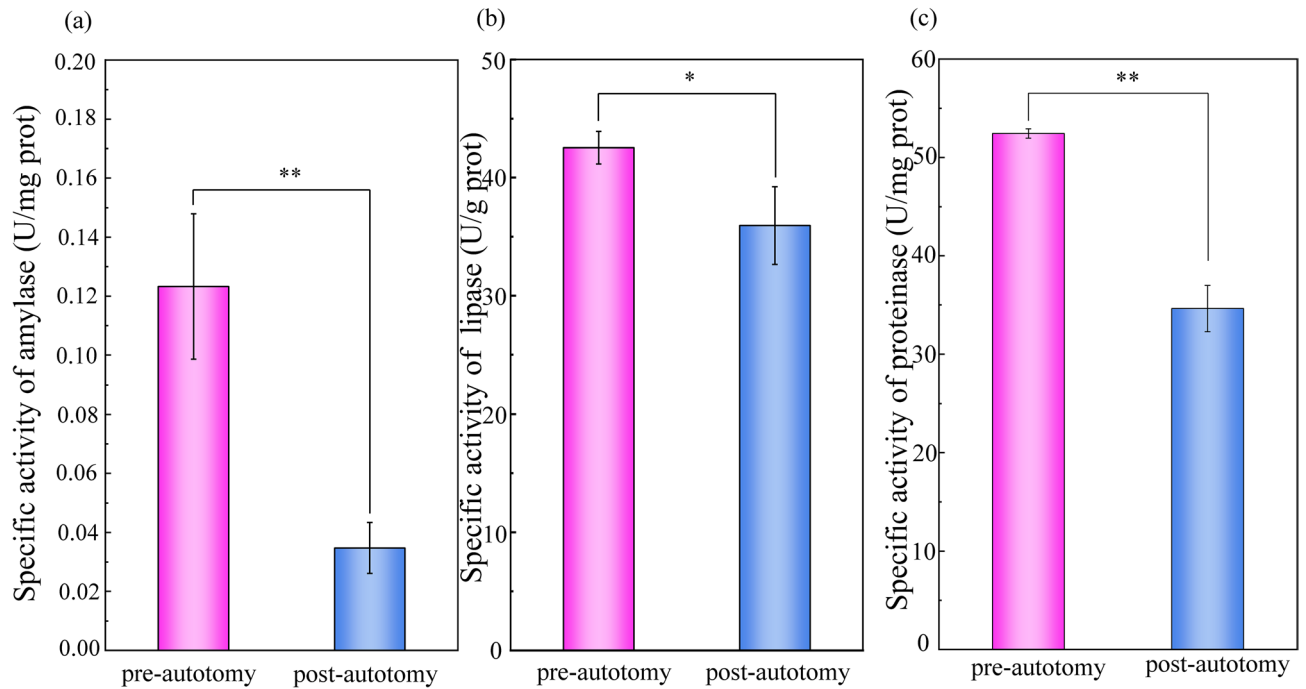 (a)
Specific activity of amylase (U/mg prot)
0.20
0.18
0.16
0.14
0.12
0.10
0.08
0.06
0.04
0.02
0.00
**
pre-autotomy
post-autotomy
(b)
Specific activity of lipase (U/g prot)
50
40
30
20
10
0
*
pre-autotomy
post-autotomy
(c)
Specific activity of proteinase (U/mg prot)
60
50
40
30
20
10
0
**
pre-autotomy
post-autotomy